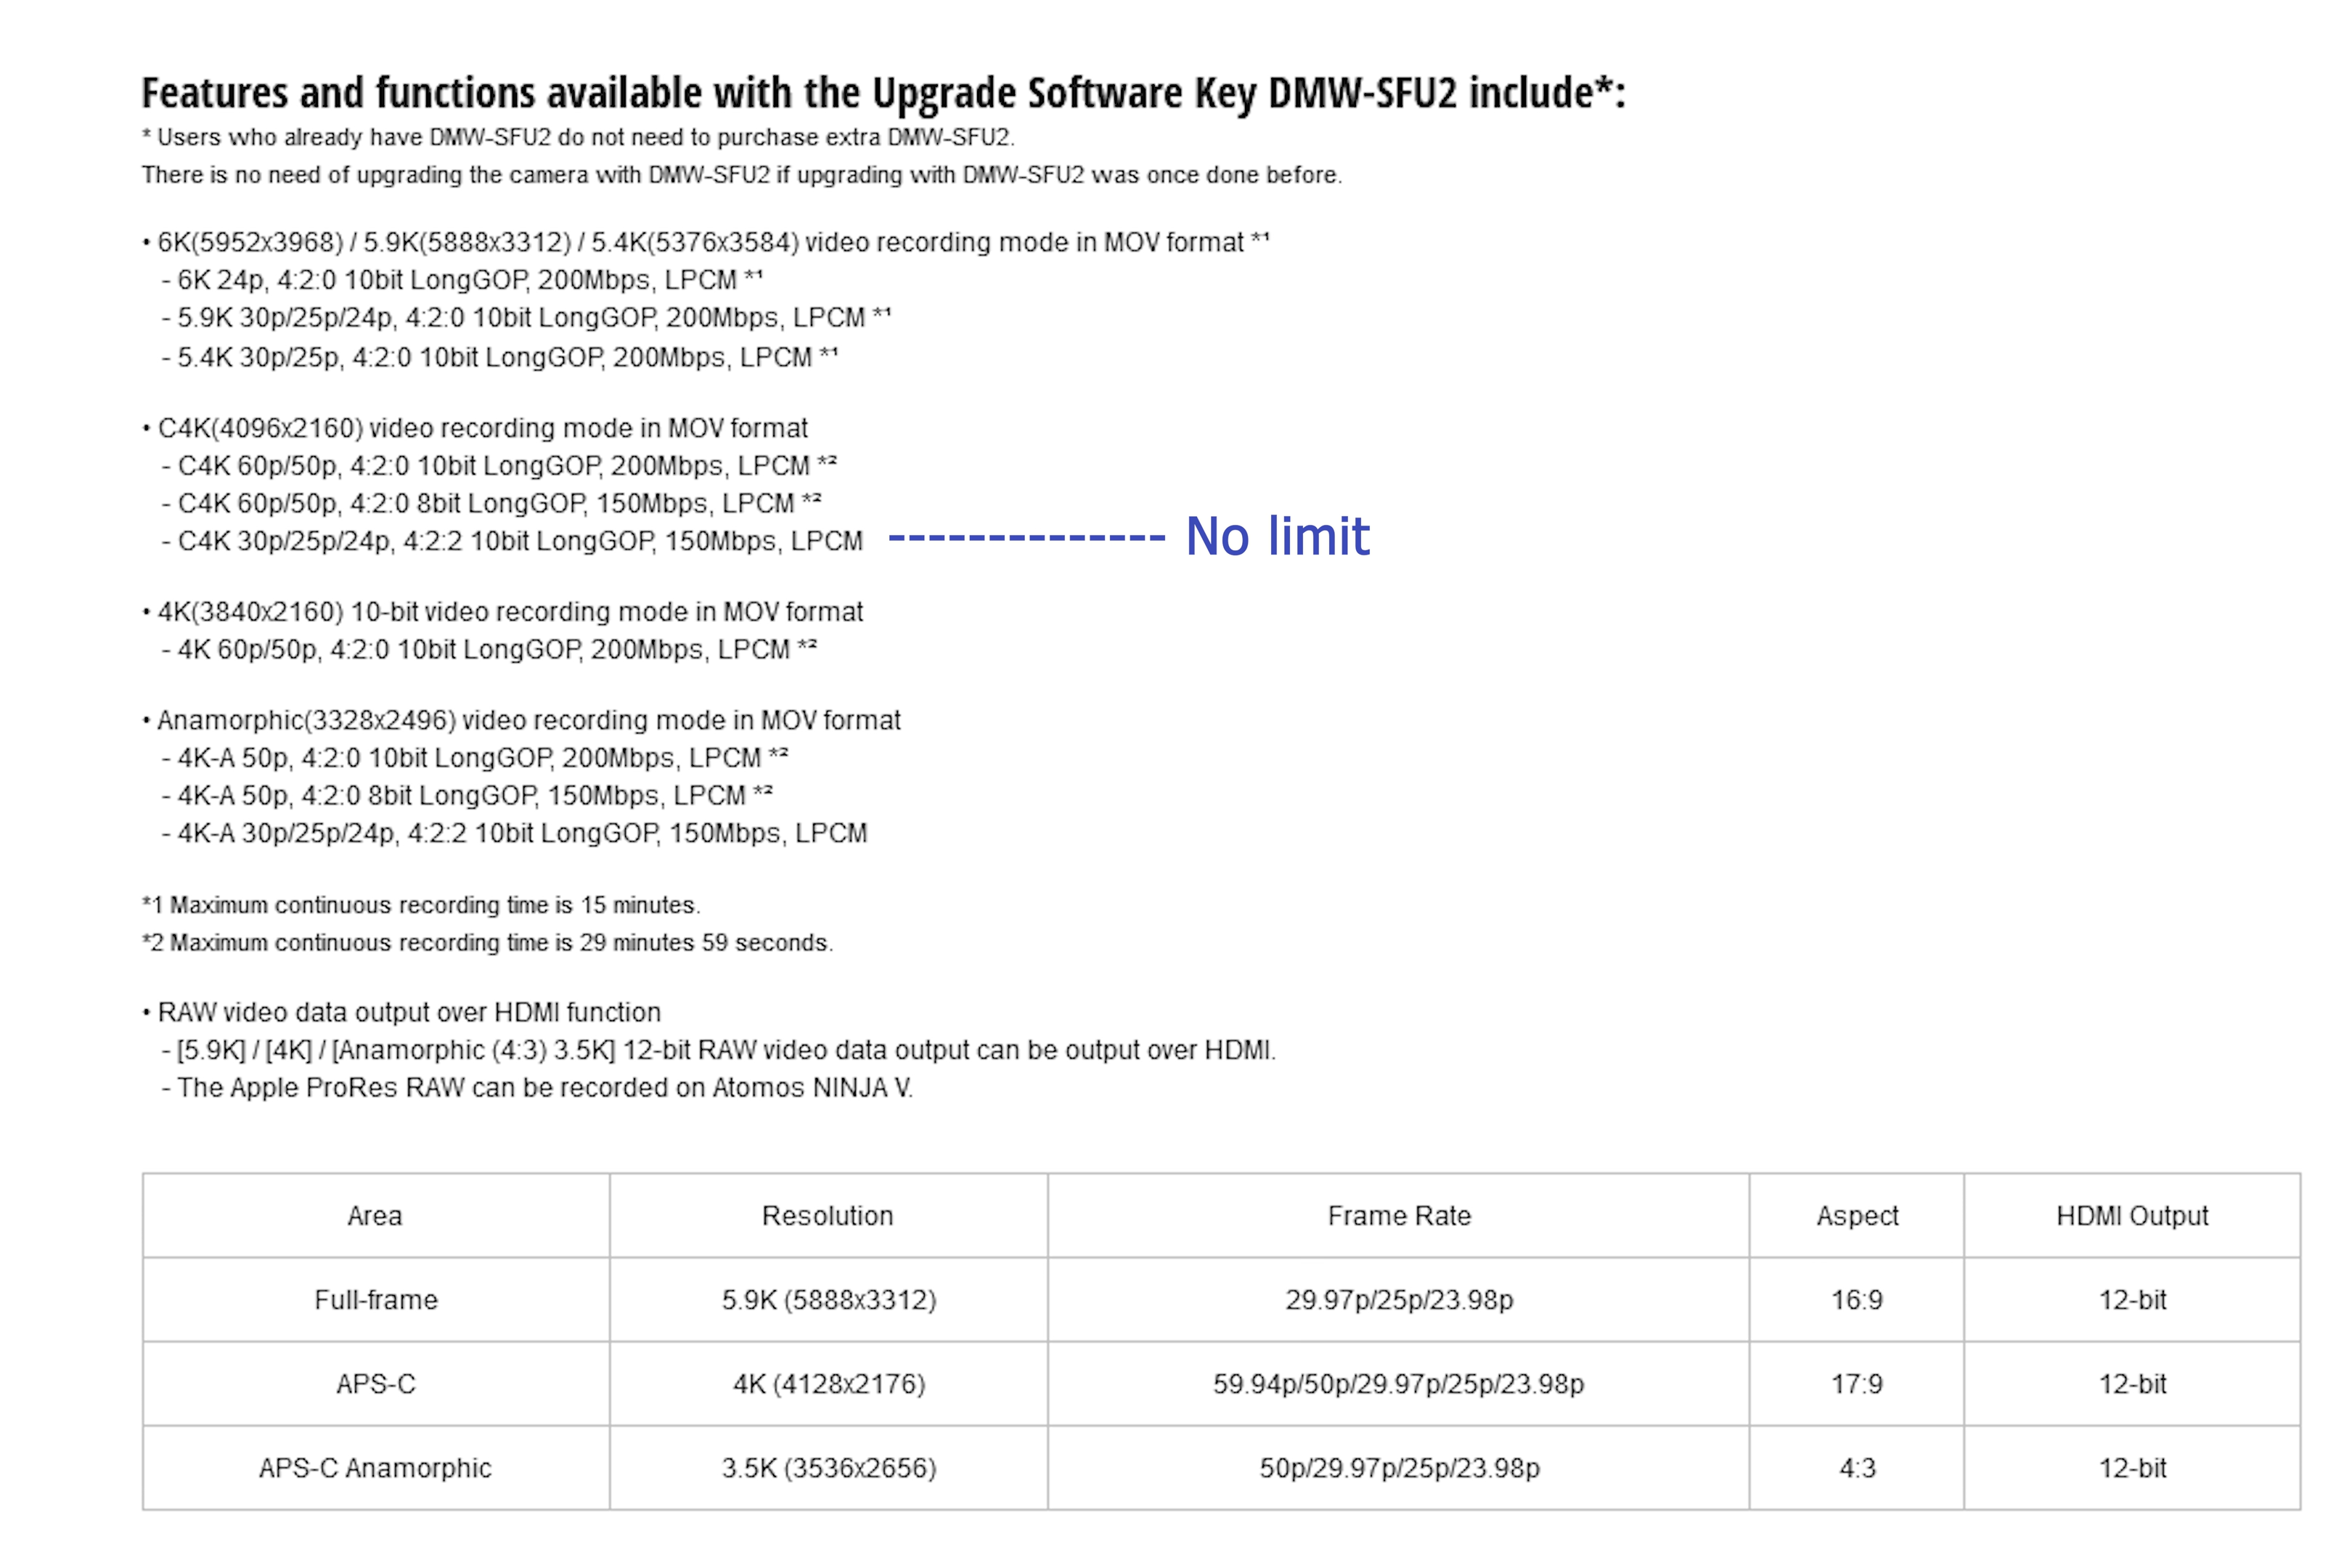 Features and functions available with the Upgrade Software Key DMW-SFU2 include*:
* Users who already have DMW-SFU2 do not need to purchase extra DMW-SFU2.
There is no need of upgrading the camera with DMW-SFU2 if upgrading with DMW-SFU2 was once done before.
• 6K(5952x3968) / 5.9K(5888x3312) / 5.4K(5376x3584) video recording mode in MOV format *¹
- 6K 24p, 4:2:0 10bit LongGOP, 200Mbps, LPCM *¹
- 5.9K 30p/25p/24p, 4:2:0 10bit LongGOP, 200Mbps, LPCM *¹
- 5.4K 30p/25p, 4:2:0 10bit LongGOP, 200Mbps, LPCM *¹
• C4K(4096x2160) video recording mode in MOV format
- C4K 60p/50p, 4:2:0 10bit LongGOP, 200Mbps, LPCM *²
- C4K 60p/50p, 4:2:0 8bit LongGOP, 150Mbps, LPCM *²
- C4K 30p/25p/24p, 4:2:2 10bit LongGOP, 150Mbps, LPCM -------------- No limit
• 4K(3840x2160) 10-bit video recording mode in MOV format
- 4K 60p/50p, 4:2:0 10bit LongGOP, 200Mbps, LPCM *²
• Anamorphic(3328x2496) video recording mode in MOV format
- 4K-A 50p, 4:2:0 10bit LongGOP, 200Mbps, LPCM *²
- 4K-A 50p, 4:2:0 8bit LongGOP, 150Mbps, LPCM *²
- 4K-A 30p/25p/24p, 4:2:2 10bit LongGOP, 150Mbps, LPCM
*1 Maximum continuous recording time is 15 minutes.
*2 Maximum continuous recording time is 29 minutes 59 seconds.
• RAW video data output over HDMI function
- [5.9K] / [4K] / [Anamorphic (4:3) 3.5K] 12-bit RAW video data output can be output over HDMI.
- The Apple ProRes RAW can be recorded on Atomos NINJA V.
Area Resolution Frame Rate Aspect HDMI Output
Full-frame 5.9K (5888x3312) 29.97p/25p/23.98p 16:9 12-bit
APS-C 4K (4128x2176) 59.94p/50p/29.97p/25p/23.98p 17:9 12-bit
APS-C Anamorphic 3.5K (3536x2656) 50p/29.97p/25p/23.98p 4:3 12-bit